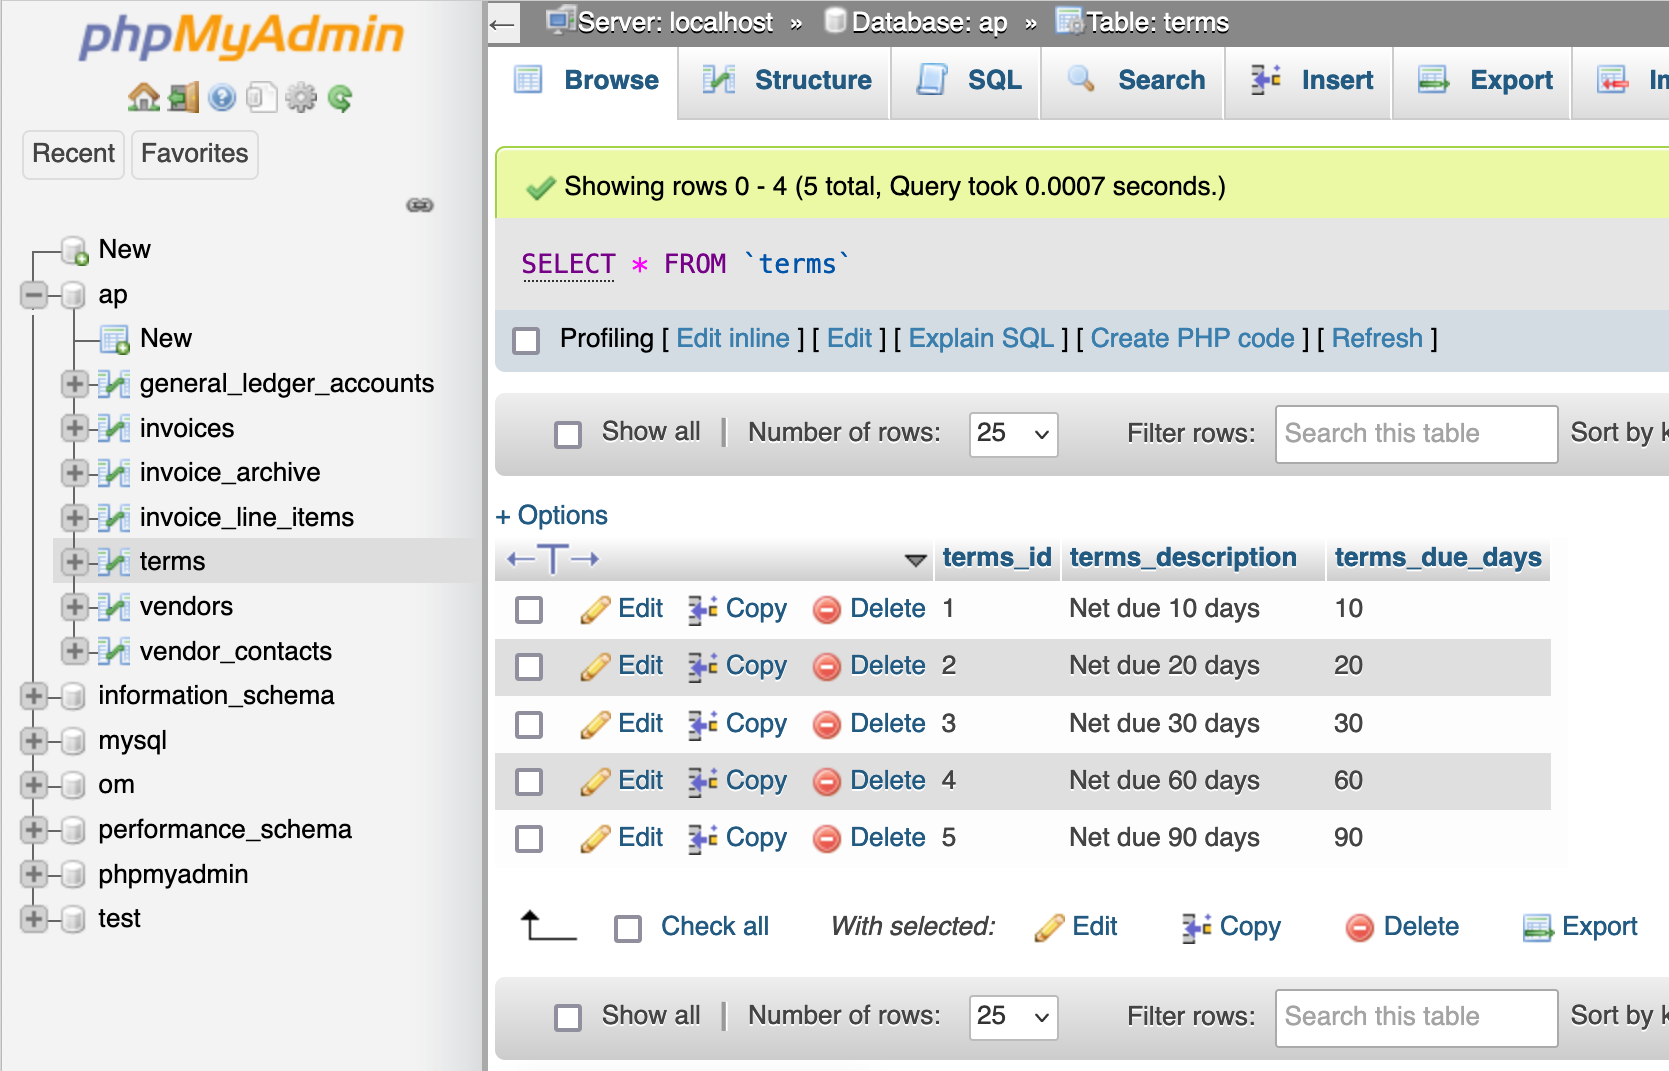 phpMyAdmin
Recent Favorites
New
ap
New
general_ledger_accounts
invoices
invoice_archive
invoice_line_items
terms
vendors
vendor_contacts
information_schema
mysql
om
performance_schema
phpmyadmin
test
← Server: localhost » Database: ap » Table: terms
Browse Structure SQL Search Insert Export
Showing rows 0 - 4 (5 total, Query took 0.0007 seconds.)
SELECT * FROM `terms`
Profiling [ Edit inline ] [ Edit ] [ Explain SQL ] [ Create PHP code ] [ Refresh ]
Show all | Number of rows: 25 Filter rows: Search this table Sort by
+ Options
←T→ terms_id terms_description terms_due_days
Edit Copy Delete 1 Net due 10 days 10
Edit Copy Delete 2 Net due 20 days 20
Edit Copy Delete 3 Net due 30 days 30
Edit Copy Delete 4 Net due 60 days 60
Edit Copy Delete 5 Net due 90 days 90
Check all With selected: Edit Copy Delete Export
Show all | Number of rows: 25 Filter rows: Search this table Sort by